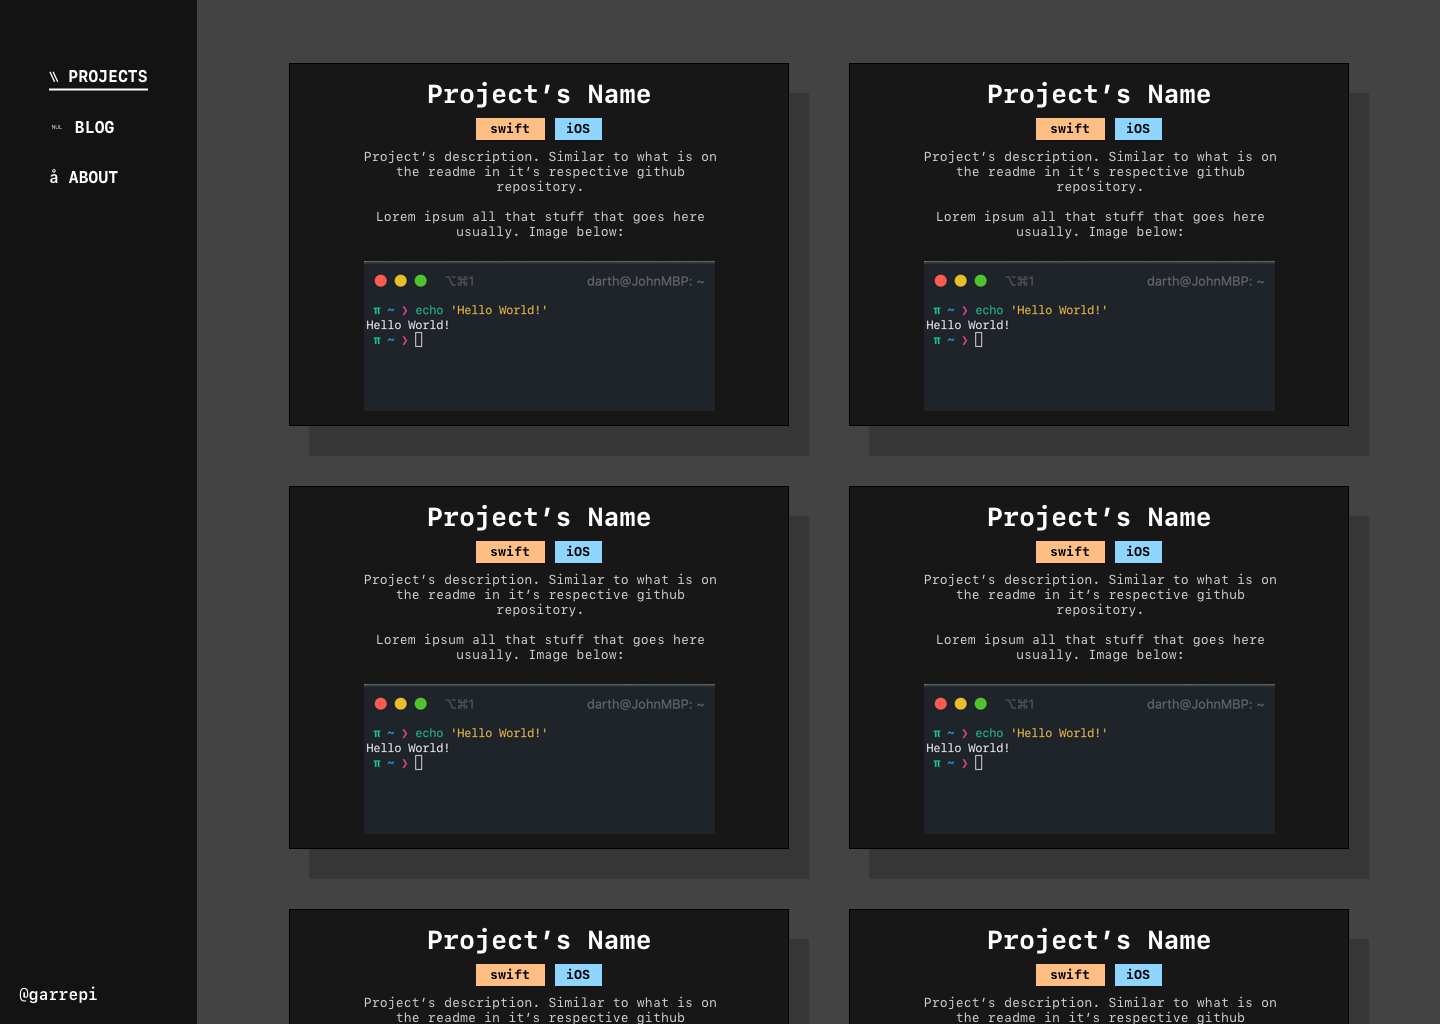 \\ PROJECTS
NUL BLOG
å ABOUT
@garrepi
Project’s Name
swift iOS
Project’s description. Similar to what is on
the readme in it’s respective github
repository.
Lorem ipsum all that stuff that goes here
usually. Image below:
⌥⌘1 darth@JohnMBP: ~
π ~ ❯ echo 'Hello World!'
Hello World!
π ~ ❯
Project’s Name
swift iOS
Project’s description. Similar to what is on
the readme in it’s respective github
repository.
Lorem ipsum all that stuff that goes here
usually. Image below:
⌥⌘1 darth@JohnMBP: ~
π ~ ❯ echo 'Hello World!'
Hello World!
π ~ ❯
Project’s Name
swift iOS
Project’s description. Similar to what is on
the readme in it’s respective github
repository.
Lorem ipsum all that stuff that goes here
usually. Image below:
⌥⌘1 darth@JohnMBP: ~
π ~ ❯ echo 'Hello World!'
Hello World!
π ~ ❯
Project’s Name
swift iOS
Project’s description. Similar to what is on
the readme in it’s respective github
repository.
Lorem ipsum all that stuff that goes here
usually. Image below:
⌥⌘1 darth@JohnMBP: ~
π ~ ❯ echo 'Hello World!'
Hello World!
π ~ ❯
Project’s Name
swift iOS
Project’s description. Similar to what is on
the readme in it’s respective github
Project’s Name
swift iOS
Project’s description. Similar to what is on
the readme in it’s respective github